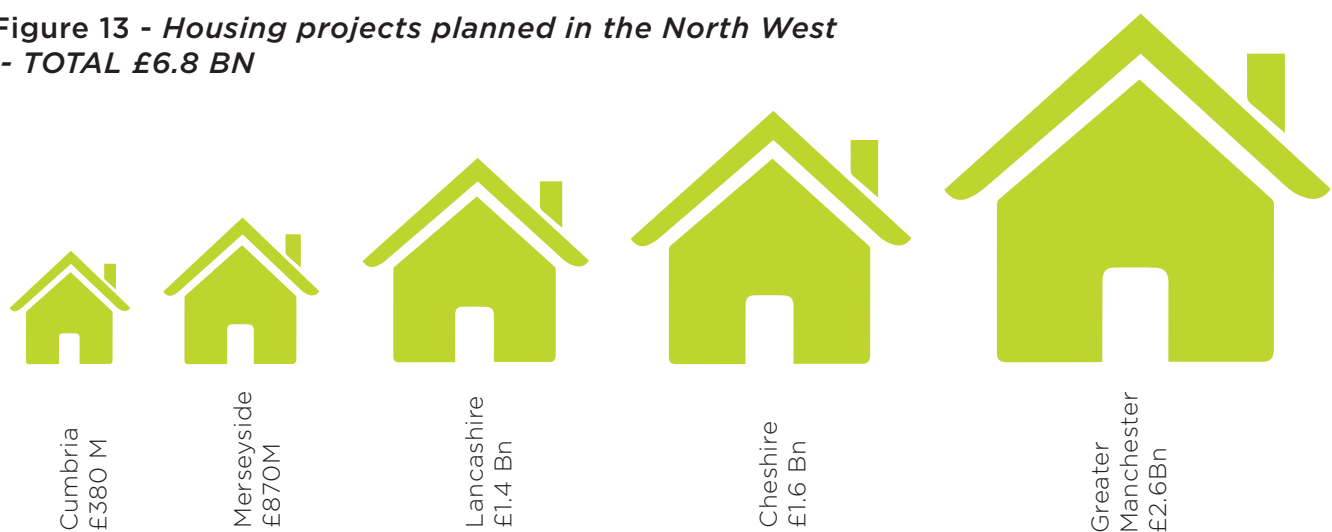 Figure 13 - Housing projects planned in the North West
- TOTAL £6.8 BN
Cumbria
£380 M
Merseyside
£870M
Lancashire
£1.4 Bn
Cheshire
£1.6 Bn
Greater
Manchester
£2.6Bn